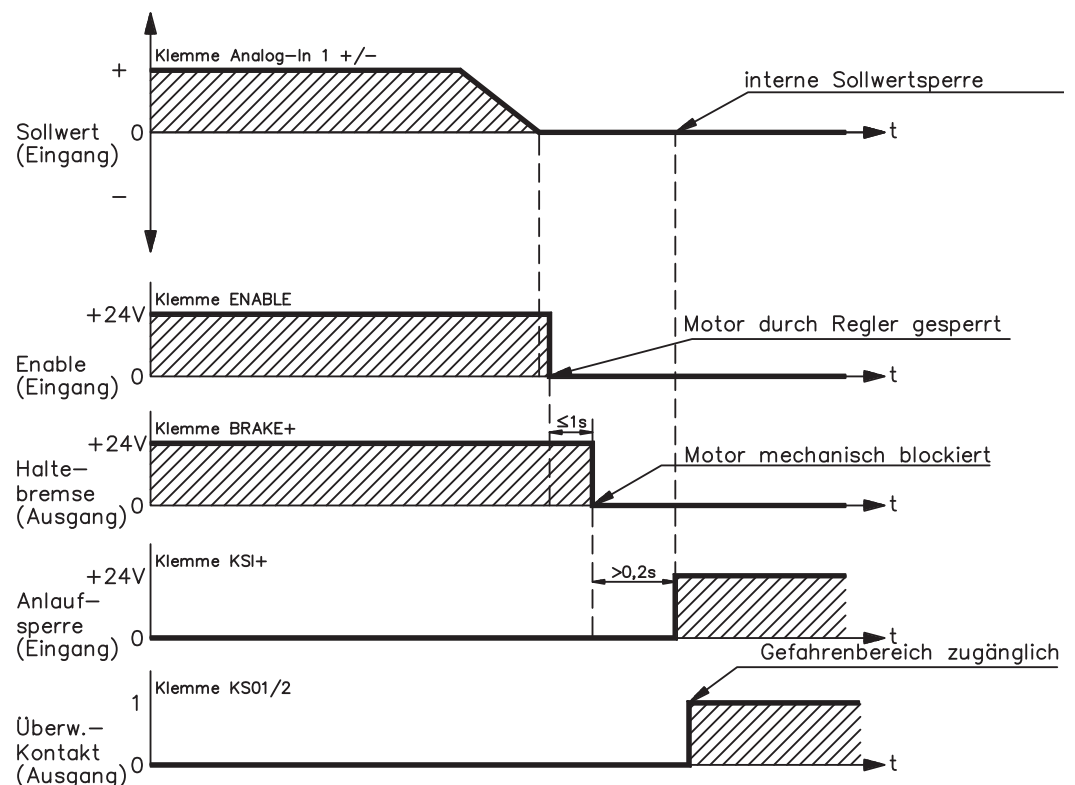 Klemme Analog-In 1 +/-
+
interne Sollwertsperre
Sollwert
(Eingang)
0
t
-
Klemme ENABLE
+24V
Motor durch Regler gesperrt
Enable
(Eingang)
0
t
Klemme BRAKE+
≤1s
+24V
Motor mechanisch blockiert
Halte-
bremse
(Ausgang)
0
t
Klemme KSI+
+24V
>0,2s
Anlauf-
sperre
(Eingang)
0
t
Gefahrenbereich zugänglich
Klemme KS01/2
1
Überw.-
Kontakt
(Ausgang)
0
t